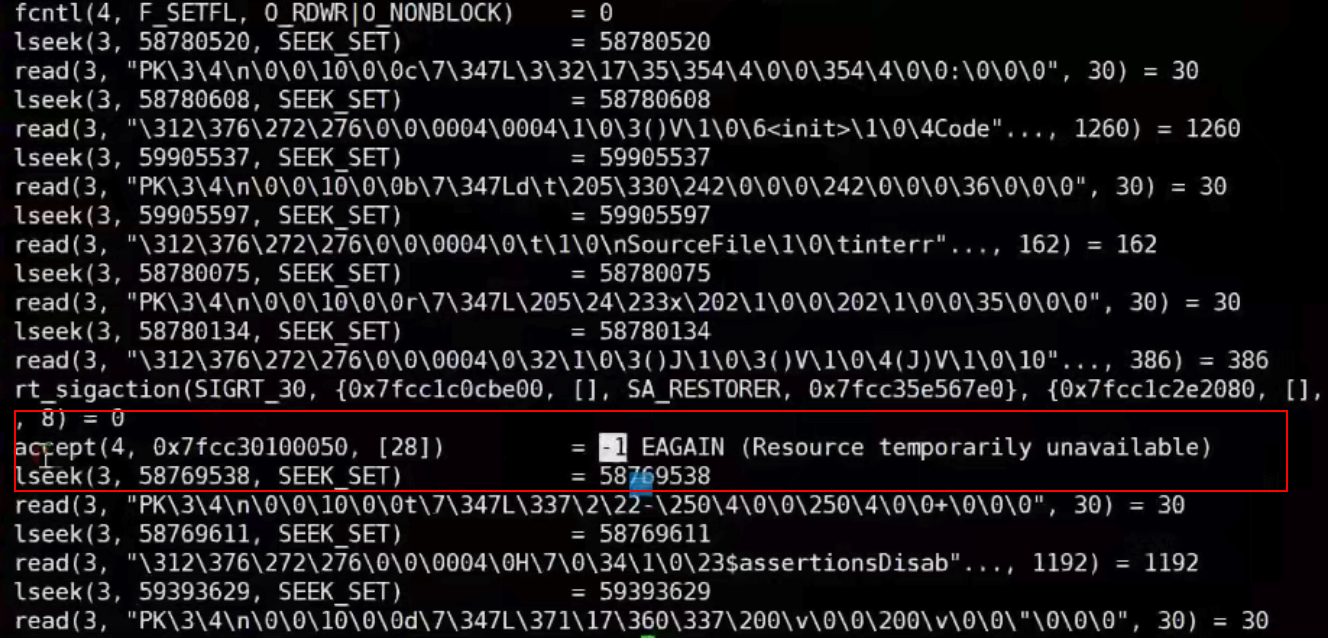 fcntl(4, F_SETFL, O_RDWR|O_NONBLOCK)    = 0
lseek(3, 58780520, SEEK_SET)            = 58780520
read(3, "PK\3\4\n\0\0\10\0\0c\7\347L\3\32\17\35\354\4\0\0\354\4\0\0:\0\0\0", 30) = 30
lseek(3, 58780608, SEEK_SET)            = 58780608
read(3, "\312\376\272\276\0\0\0004\0004\1\0\3()V\1\0\6<init>\1\0\4Code"..., 1260) = 1260
lseek(3, 59905537, SEEK_SET)            = 59905537
read(3, "PK\3\4\n\0\0\10\0\0b\7\347Ld\t\205\330\242\0\0\0\242\0\0\0\36\0\0\0", 30) = 30
lseek(3, 59905597, SEEK_SET)            = 59905597
read(3, "\312\376\272\276\0\0\0004\0\t\1\0\nSourceFile\1\0\tinterr"..., 162) = 162
lseek(3, 58780075, SEEK_SET)            = 58780075
read(3, "PK\3\4\n\0\0\10\0\0r\7\347L\205\24\233x\202\1\0\0\202\1\0\0\35\0\0\0", 30) = 30
lseek(3, 58780134, SEEK_SET)            = 58780134
read(3, "\312\376\272\276\0\0\0004\0\32\1\0\3()J\1\0\3()V\1\0\4(J)V\1\0\10"..., 386) = 386
rt_sigaction(SIGRT_30, {0x7fcc1c0cbe00, [], SA_RESTORER, 0x7fcc35e567e0}, {0x7fcc1c2e2080, [],
, 8) = 0
accept(4, 0x7fcc30100050, [28])         = -1 EAGAIN (Resource temporarily unavailable)
lseek(3, 58769538, SEEK_SET)            = 58769538
read(3, "PK\3\4\n\0\0\10\0\0t\7\347L\337\2\22-\250\4\0\0\250\4\0\0+\0\0\0", 30) = 30
lseek(3, 58769611, SEEK_SET)            = 58769611
read(3, "\312\376\272\276\0\0\0004\0H\7\0\34\1\0\23$assertionsDisab"..., 1192) = 1192
lseek(3, 59393629, SEEK_SET)            = 59393629
read(3, "PK\3\4\n\0\0\10\0\0d\7\347L\371\17\360\337\200\v\0\0\200\v\0\0\"\0\0\0", 30) = 30